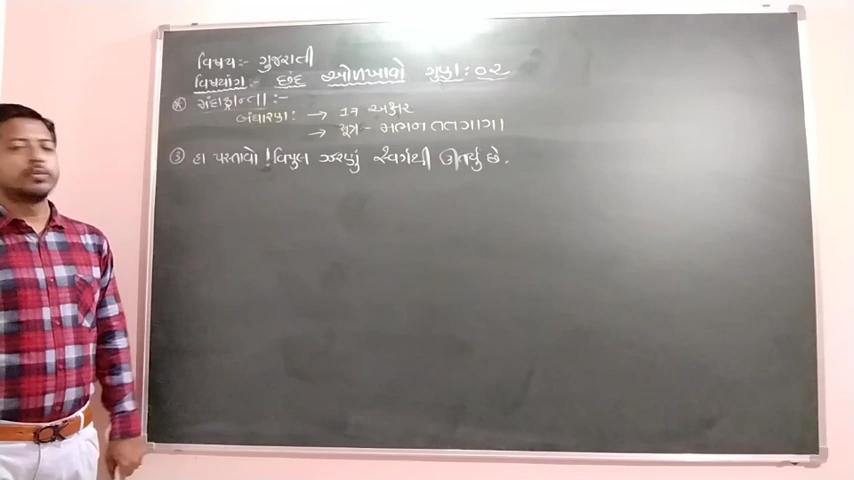 વિષય:- ગુજરાતી
વિષયાંગ:- છંદ ઓળખાવો ગુણ: ૦૨
* મંદાક્રાન્તા:-
બંધારણ: → ૧૭ અક્ષર
→ સૂત્ર:- મભનતતગાગા
③ હા પસ્તાવો ! વિપુલ ઝરણું સ્વર્ગથી ઊતર્યું છે.